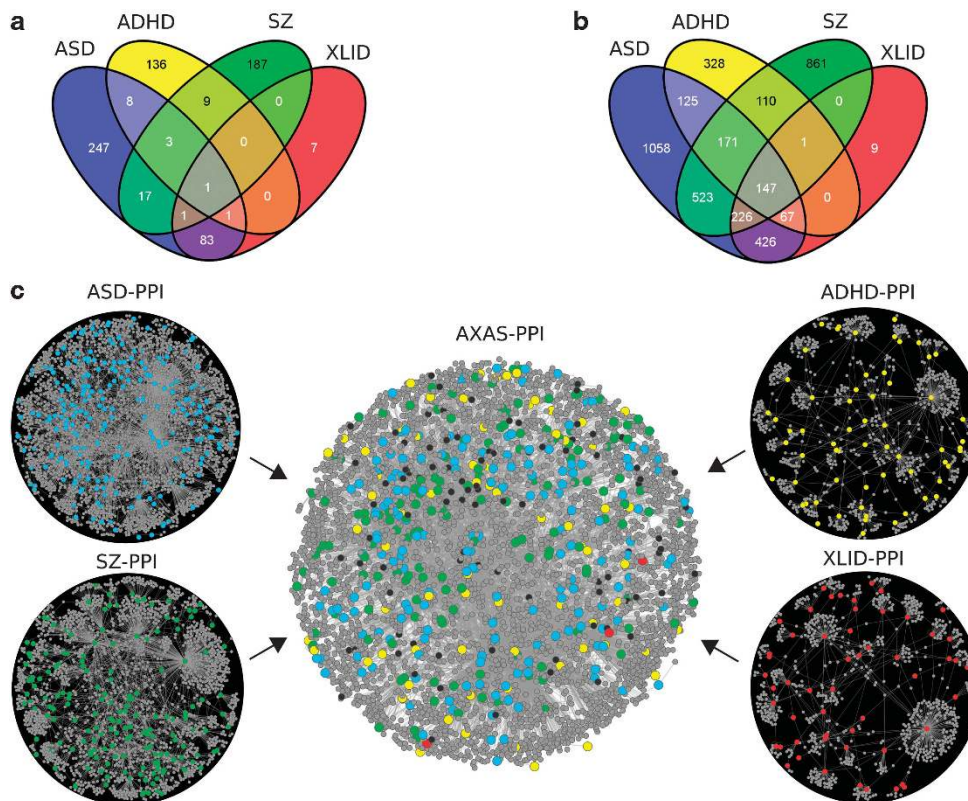 a
ASD ADHD SZ XLID
136 187
8 9 0
247 3 0 7
1
17 0
1 1
83
b
ASD ADHD SZ XLID
328 861
125 110 0
1058 171 1 9
147
523 0
226 67
426
c
ASD-PPI
AXAS-PPI
ADHD-PPI
SZ-PPI
XLID-PPI